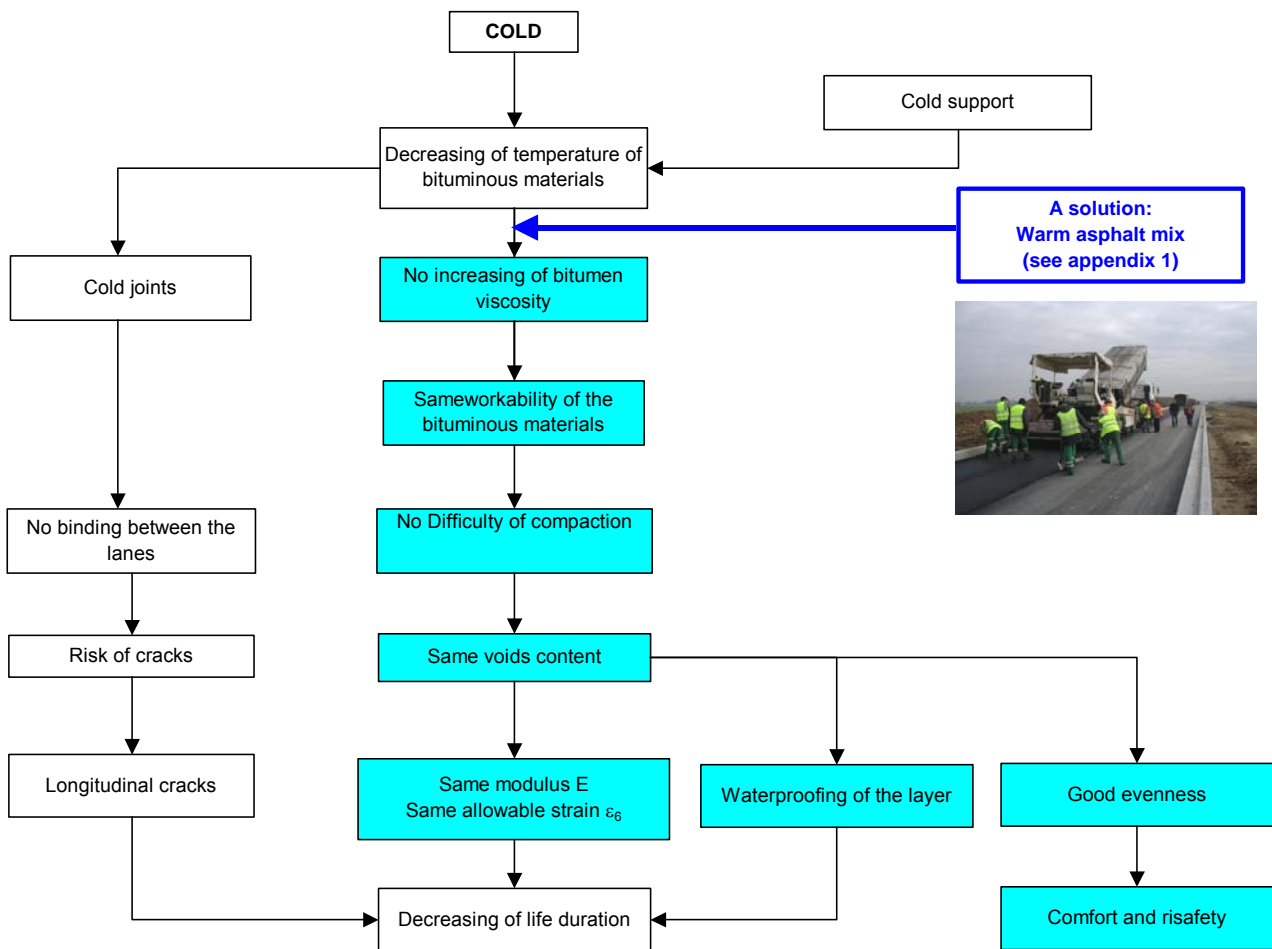 COLD
Cold support
Decreasing of temperature of
bituminous materials
A solution:
Warm asphalt mix
(see appendix 1)
Cold joints
No increasing of bitumen
viscosity
Sameworkability of the
bituminous materials
No binding between the
lanes
No Difficulty of compaction
Risk of cracks
Same voids content
Longitudinal cracks
Same modulus E
Same allowable strain ε₆
Waterproofing of the layer
Good evenness
Decreasing of life duration
Comfort and risafety